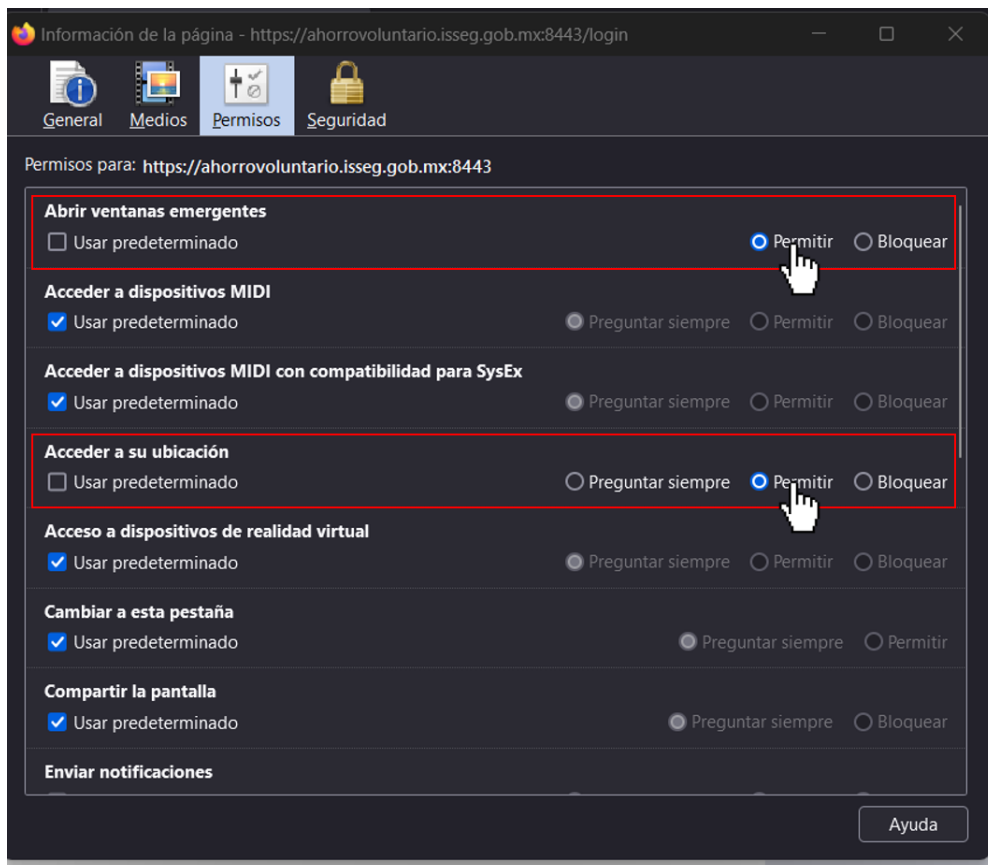 Información de la página - https://ahorrovoluntario.isseg.gob.mx:8443/login
General Medios Permisos Seguridad
Permisos para: https://ahorrovoluntario.isseg.gob.mx:8443
Abrir ventanas emergentes
Usar predeterminado Permitir Bloquear
Acceder a dispositivos MIDI
Usar predeterminado Preguntar siempre Permitir Bloquear
Acceder a dispositivos MIDI con compatibilidad para SysEx
Usar predeterminado Preguntar siempre Permitir Bloquear
Acceder a su ubicación
Usar predeterminado Preguntar siempre Permitir Bloquear
Acceso a dispositivos de realidad virtual
Usar predeterminado Preguntar siempre Permitir Bloquear
Cambiar a esta pestaña
Usar predeterminado Preguntar siempre Permitir
Compartir la pantalla
Usar predeterminado Preguntar siempre Bloquear
Enviar notificaciones
Ayuda